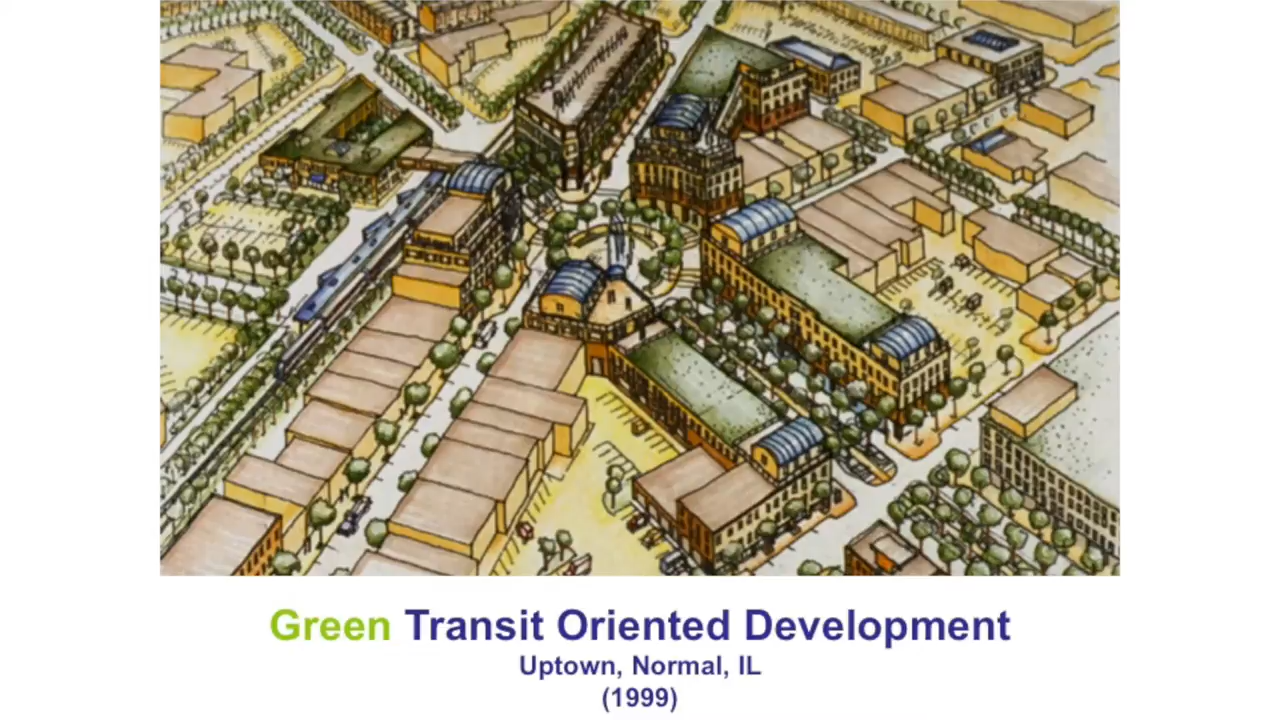 Green Transit Oriented Development
Uptown, Normal, IL
(1999)